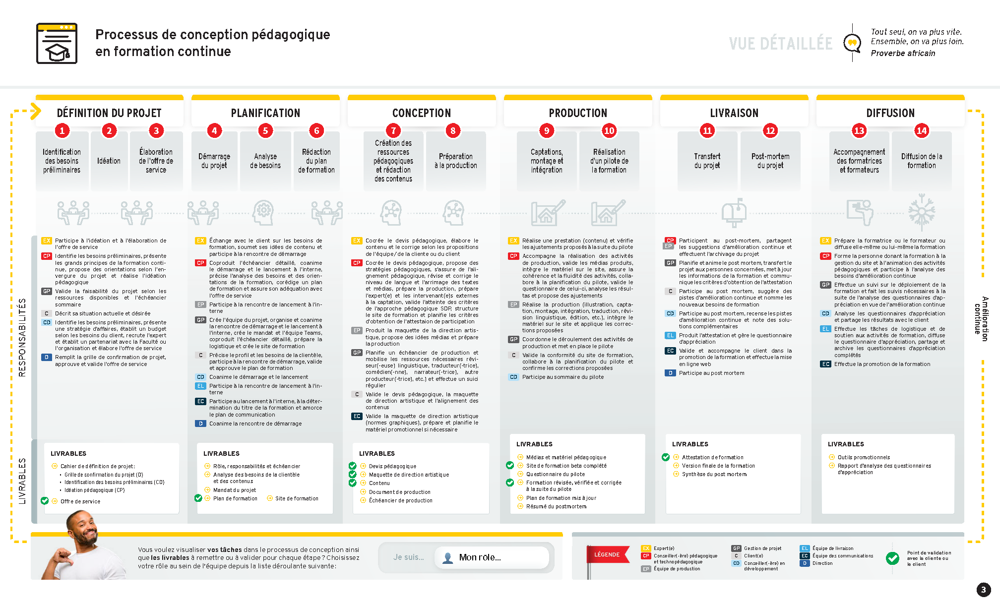 Processus de conception pédagogique
en formation continue
VUE DÉTAILLÉE
Tout seul, on va plus vite.
Ensemble, on va plus loin.
Proverbe africain
DÉFINITION DU PROJET
1
Identification
des besoins
préliminaires
2
Idéation
3
Élaboration
de l'offre de
service
PLANIFICATION
4
Démarrage
du projet
5
Analyse
de besoins
6
Rédaction
du plan
de formation
CONCEPTION
7
Création des
ressources
pédagogiques
et rédaction
des contenus
8
Préparation
à la production
PRODUCTION
9
Captations,
montage et
intégration
10
Réalisation
d'un pilote de
la formation
LIVRAISON
11
Transfert
du projet
12
Post-mortem
du projet
DIFFUSION
13
Accompagnement
des formatrices
et formateurs
14
Diffusion de la
formation
RESPONSABILITÉS
EX Participe à l'idéation et à l'élaboration de
l'offre de service
CP Identifie les besoins préliminaires, présente
les grands principes de la formation conti-
nue, propose des orientations selon l'en-
vergure du projet et réalise l'idéation
pédagogique
GP Valide la faisabilité du projet selon les
ressources disponibles et l'échéancier
sommaire
C Décrit sa situation actuelle et désirée
CD Identifie les besoins préliminaires, présente
une stratégie d'affaires, établit un budget
selon les besoins du client, recrute l'expert
et établit un partenariat avec la Faculté ou
l'organisation et élabore l'offre de service
D Remplit la grille de confirmation de projet,
approuve et valide l'offre de service
EX Échange avec le client sur les besoins de
formation, soumet ses idées de contenu et
participe à la rencontre de démarrage
CP Coproduit l'échéancier détaillé, coanime
le démarrage et le lancement à l'interne,
précise l'analyse des besoins et des orien-
tations de la formation, corédige un plan
de formation et assure son adéquation avec
l'offre de service
EP Participe à la rencontre de lancement à l'in-
terne
GP Crée l'équipe du projet, organise et coanime
la rencontre de démarrage et le lancement à
l'interne, crée le mandat et l'équipe Teams,
coproduit l'échéancier détaillé, prépare la
logistique et crée le site de formation
C Précise le profil et les besoins de la clientèle,
participe à la rencontre de démarrage, valide
et approuve le plan de formation
CD Coanime le démarrage et le lancement
EL Participe à la rencontre de lancement à l'in-
terne
EC Participe au lancement à l'interne, à la déter-
mination du titre de la formation et amorce
le plan de communication
D Coanime la rencontre de démarrage
EX Cocrée le devis pédagogique, élabore le
contenu et le corrige selon les propositions
de l'équipe/ de la cliente ou du client
CP Cocrée le devis pédagogique, propose des
stratégies pédagogiques, s'assure de l'ali-
gnement pédagogique, révise et corrige le
niveau de langue et l'arrimage des textes
et médias, prépare la production, prépare
l'expert(e) et les intervenant(e)s externes
à la captation, valide l'atteinte des critères
de l'approche pédagogique SDP, structure
le site de formation et planifie les critères
d'obtention de l'attestaion de participation
EP Produit la maquette de la direction artis-
tique, propose des idées médias et prépare
la production
GP Planifie un échéancier de production et
mobilise les ressources nécessaires révi-
seur(-euse) linguistique, traducteur(-trice),
comédien(-nne), narrateur(-trice), autre
producteur(-trice), etc.) et effectue un suici
régulier
C Valide le devis pédagogique, la maquette
de direction artistique et l'alignement des
contenus
EC Valide la maquette de direction artistique
(normes graphiques), prépare et planifie le
matériel promotionnel si nécessaire
EX Réalise une prestation (contenu) et vérifie
les ajustements proposés à la suite du pilote
CP Accompagne la réalisation des activités
de production, valide les médias produits,
intègre le matériel sur le site, assure la
cohérence et la fluidité des activités, colla-
bore à la planification du pilote, valide le
questionnaire de celui-ci, analyse les résul-
tas et propose des ajustements
EP Réalise la production (illustration, capta-
tion, montage, intégration, traduction, révi-
sion linguistique, édition, etc.), intègre le
matériel sur le site et applique les correc-
tions proposées
GP Coordonne le déroulement des activités de
production et met en place le pilote
C Valide la conformité du site de formation,
collabore à la planification du pilote et
confirme les corrections proposées
CD Participe au sommaire du pilote
CP Participent au post-mortem, partagent
EP les suggestions d'amélioration continue et
effectuent l'archivage du projet
GP Planifie et anime le post mortem, transfert le
projet aux personnes concernées, met à jour
les informations de la formation et commu-
nique les critères d'obtention de l'attestation
C Participe au post mortem, suggère des
pistes d'amélioration continue et nomme les
nouveaux besoins de formation
CD Participe au post mortem, recense les pistes
d'amélioration continue et note des solu-
tions complémentaires
EL Produit l'attestation et gère le questionnaire
d'appréciation
EC Valide et accompagne le client dans la
promotion de la formation et effectue la mise
en ligne web
D Participe au post mortem
EX Prépare la formatrice ou le formateur ou
diffuse elle-même ou lui-même la formation
CP Forme la personne donant la formation à la
gestion du site et à l'animation des activités
pédagogiques et participe à l'analyse des
besoins d'amélioration continue
GP Effectue un suivi sur le déploiement de la
formation et fait les suivis nécessaires à la
suite de l'analyse des questionnaires d'ap-
préciation en vue de l'amélioration continue
CD Analyse les questionnaires d'appréciation
et partage les résultats avec le client
EL Effectue les tâches de logistique et de
soutien aux activités de formation, diffuse
le questionnaire d'appréciation, partage et
archive les questionnaires d'appréciation
complétés
EC Effectue la promotion de la formation
Amélioration
continue
LIVRABLES
LIVRABLES
Cahier de définition de projet:
• Grille de confirmation du projet (D)
• Identification des besoins préliminaires (CD)
• Idéation pédagogique (CP)
Offre de service
LIVRABLES
Rôle, responsabilités et échéancier
Analyse des besoins de la clientèle
et des contenus
Mandat du projet
Plan de formation
Site de formation
LIVRABLES
Devis pédagogique
Maquette de direction artistique
Contenu
Document de production
Échéancier de production
LIVRABLES
Médias et matériel pédagogique
Site de formation beta complété
Questionnaire du pilote
Formation révisée, vérifiée et corrigée
à la suite du pilote
Plan de formation mis à jour
Résumé du postmortem
LIVRABLES
Attestation de formation
Version finale de la formation
Synthèse du post mortem
LIVRABLES
Outils promotionnels
Rapport d'analyse des questionnaires
d'appréciation
Vous voulez visualiser vos tâches dans le processus de conception ainsi
que les livrables à remettre ou à valider pour chaque étape ? Choisissez
votre rôle au sein de l'équipe depuis la liste déroulante suivante:
Je suis...
Mon rôle...
LÉGENDE
EX Expert(e)
CP Conseiller(-ère) pédagogique
et technopédagogique
EP Équipe de production
GP Gestion de projet
C Client(e)
CD Conseiller(-ère) en
développement
EL Équipe de livraison
EC Équipe des communications
D Direction
Point de validation
avec la cliente ou
le client
3